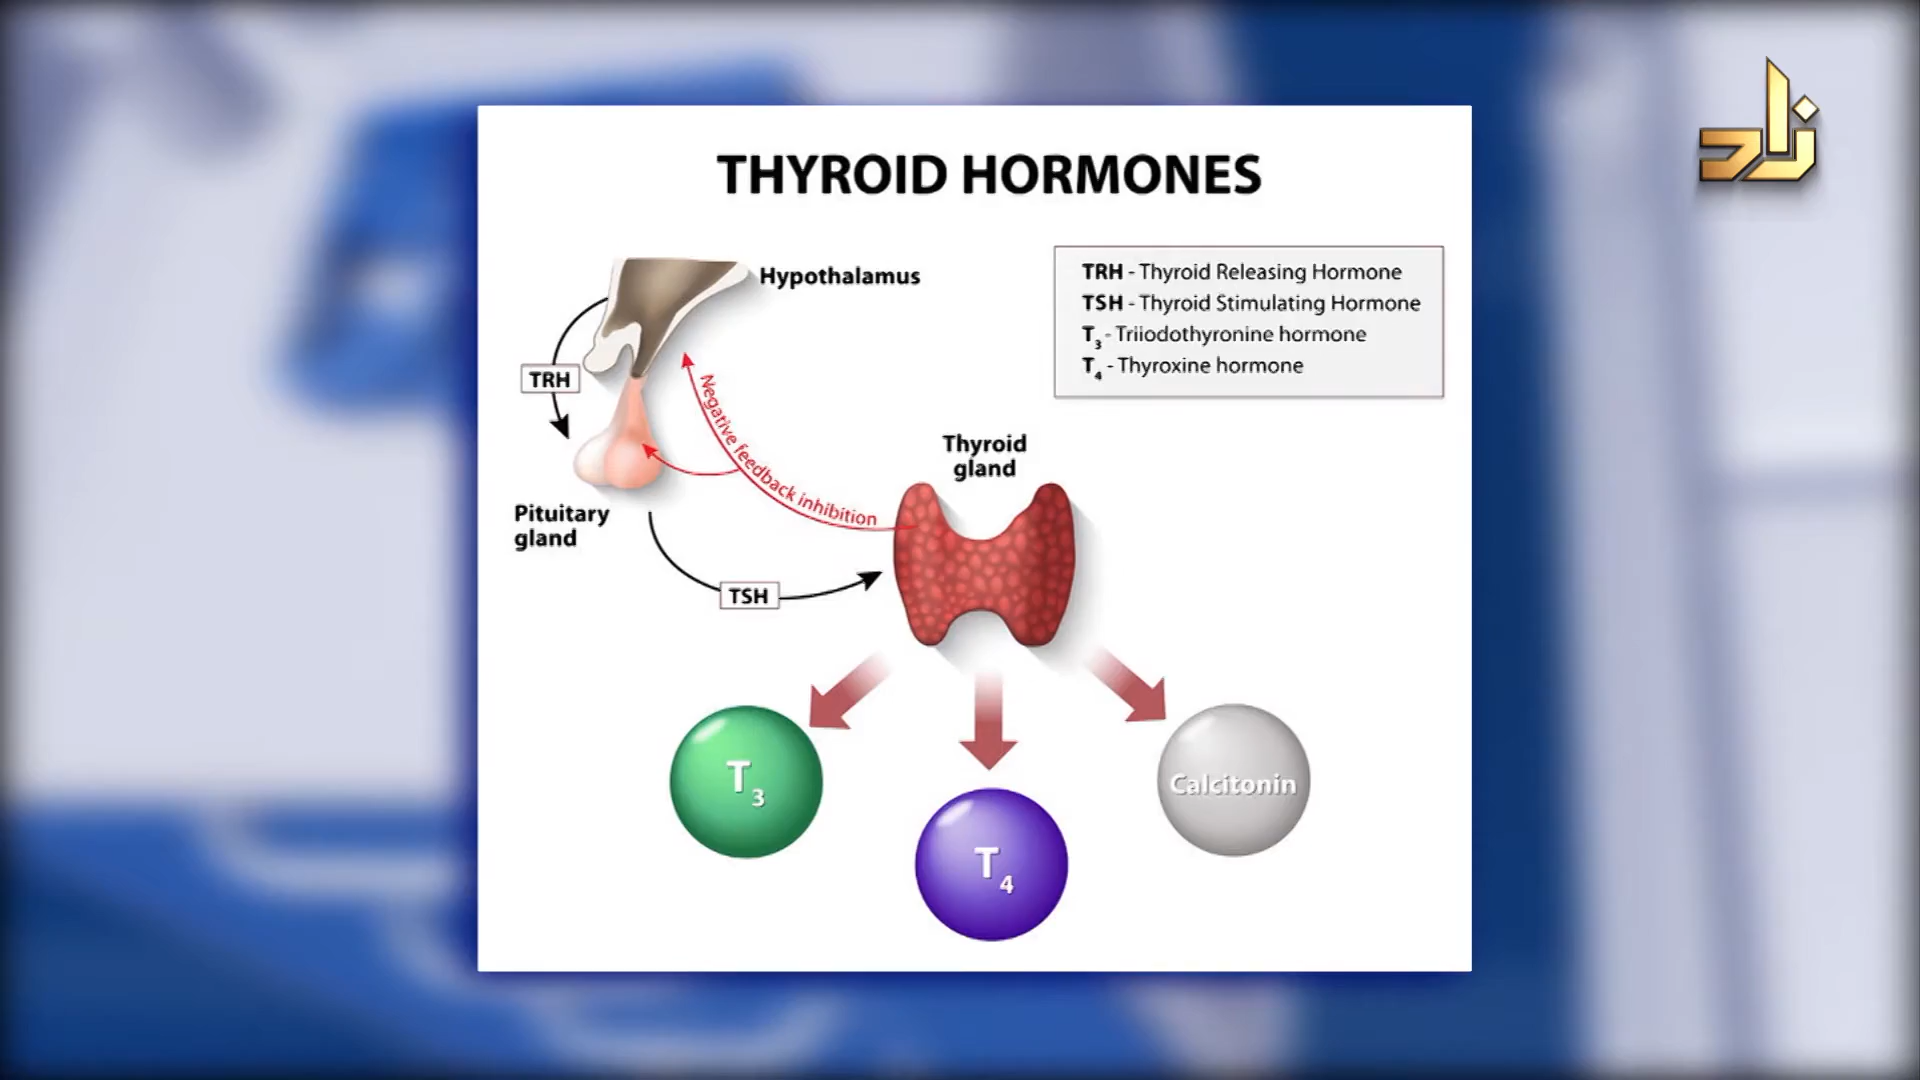 زاد
THYROID HORMONES
Hypothalamus
TRH - Thyroid Releasing Hormone
TSH - Thyroid Stimulating Hormone
T3 - Triiodothyronine hormone
T4 - Thyroxine hormone
TRH
Negative feedback inhibition
Thyroid
gland
Pituitary
gland
TSH
T3
T4
Calcitonin